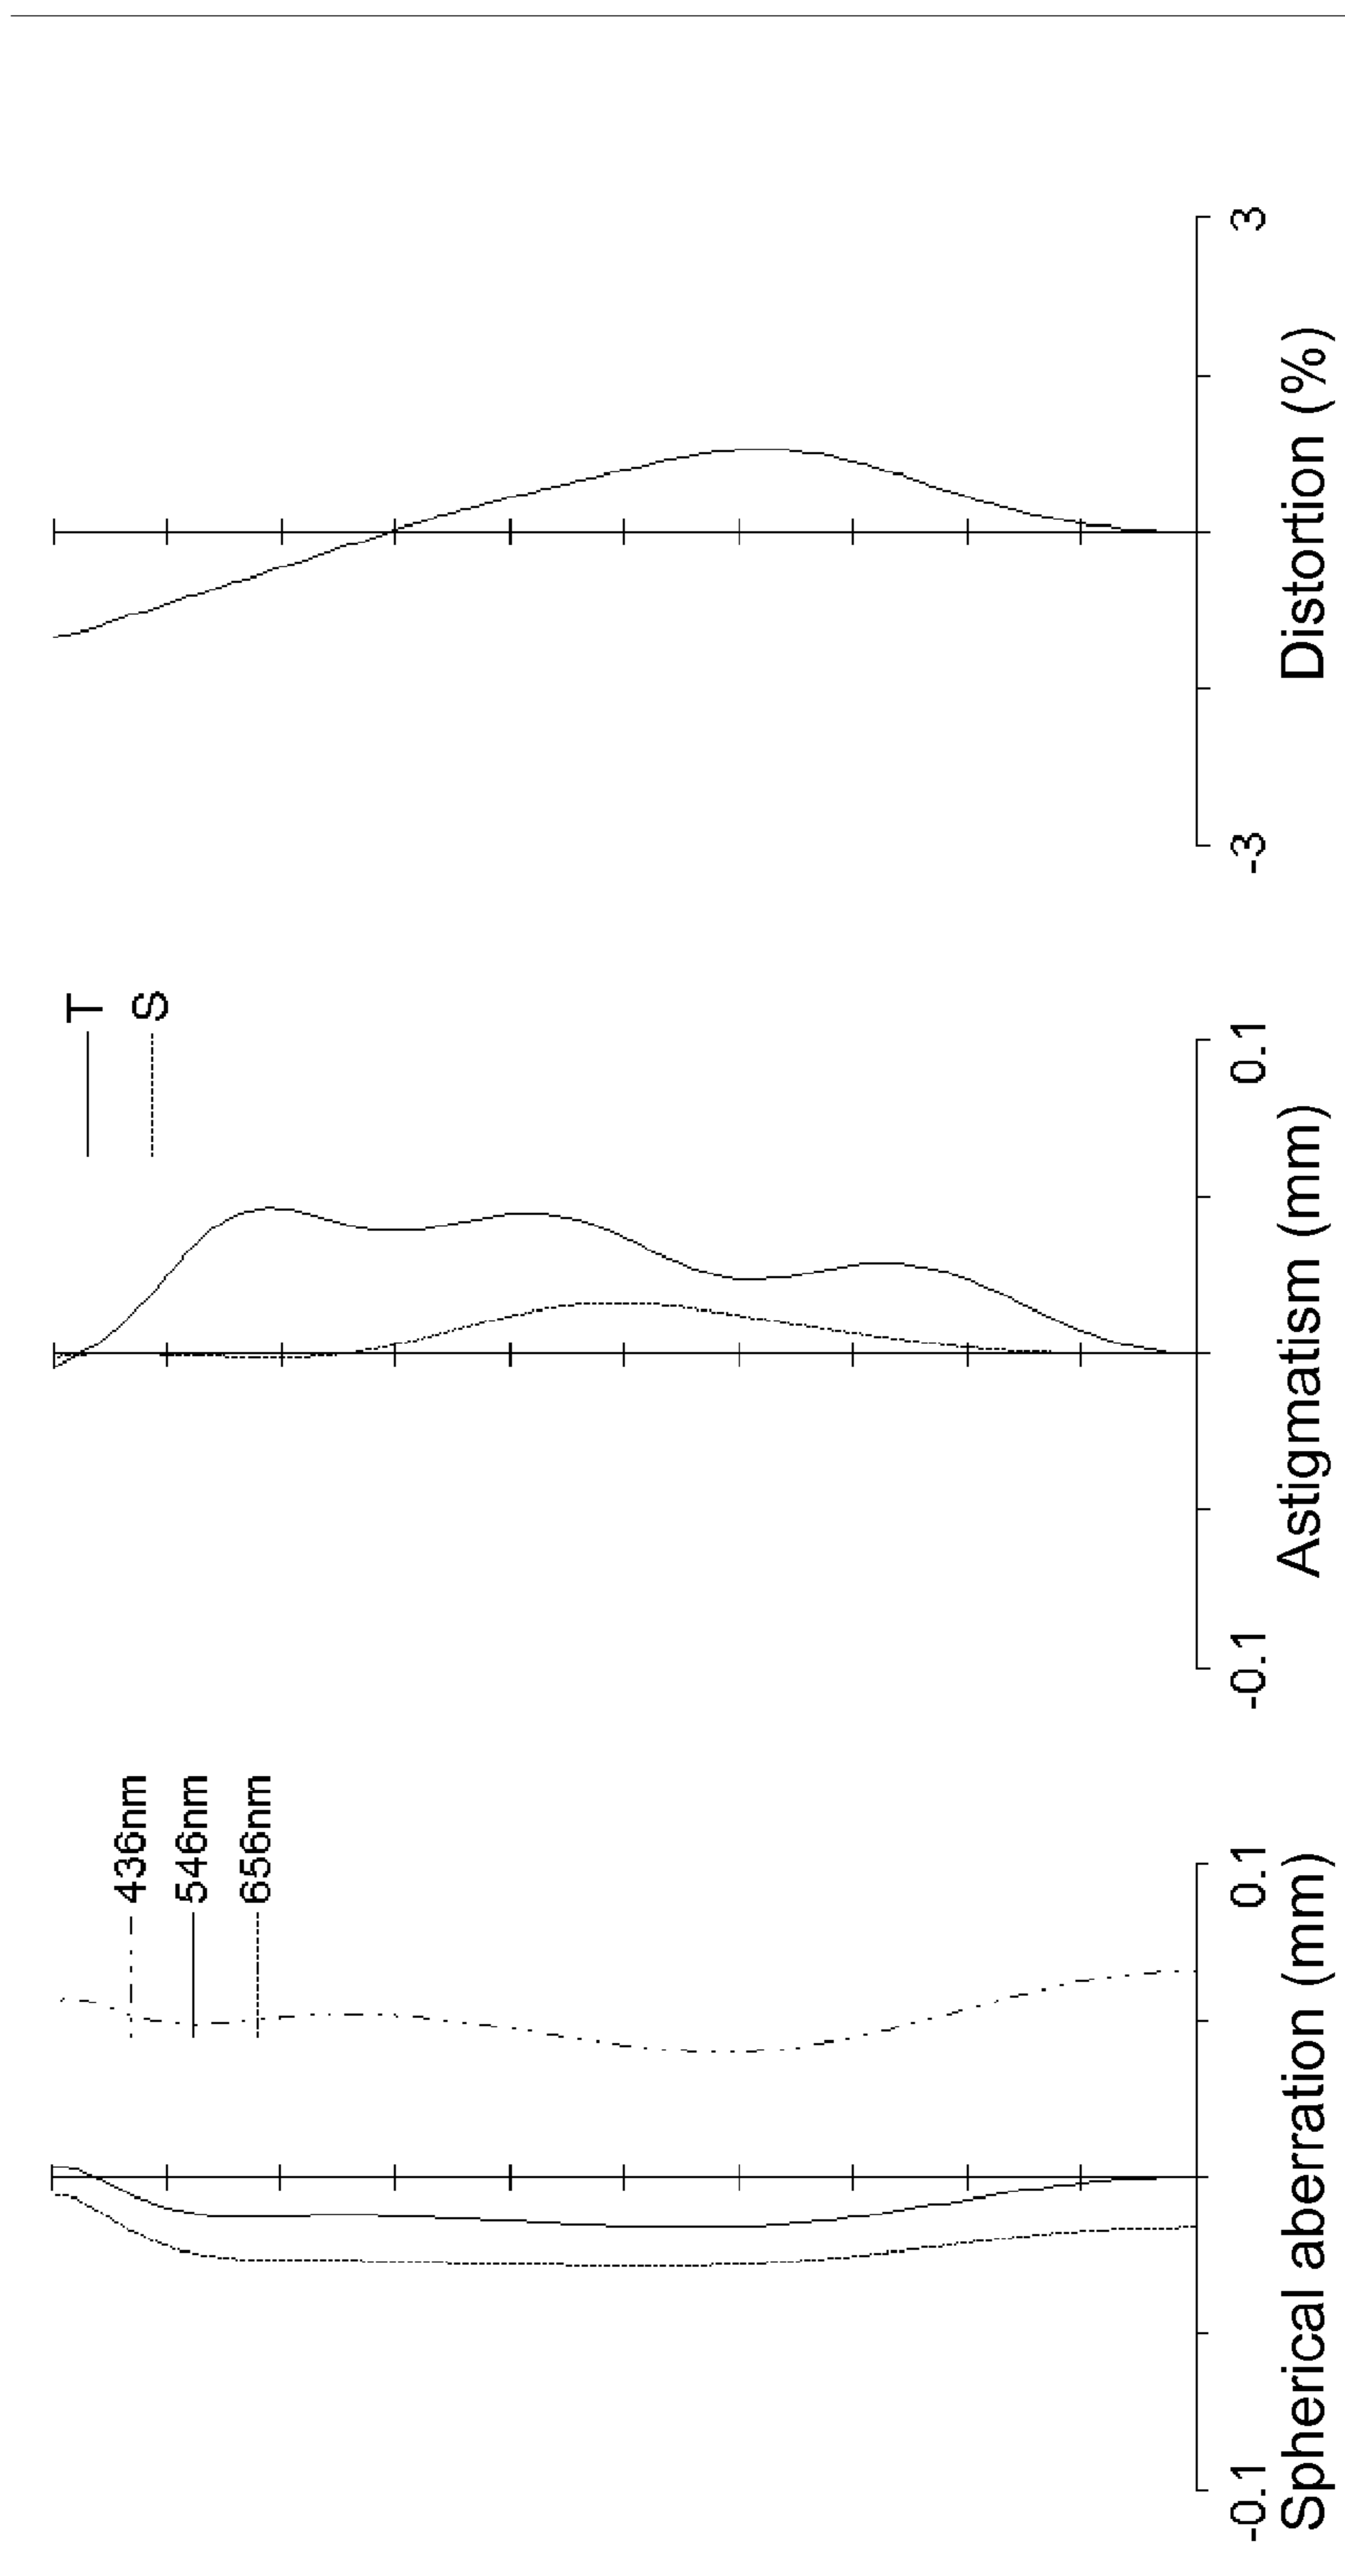 436nm
546nm
656nm
-0.1
0.1
Spherical aberration (mm)
T
S
-0.1
0.1
Astigmatism (mm)
-3
3
Distortion (%)